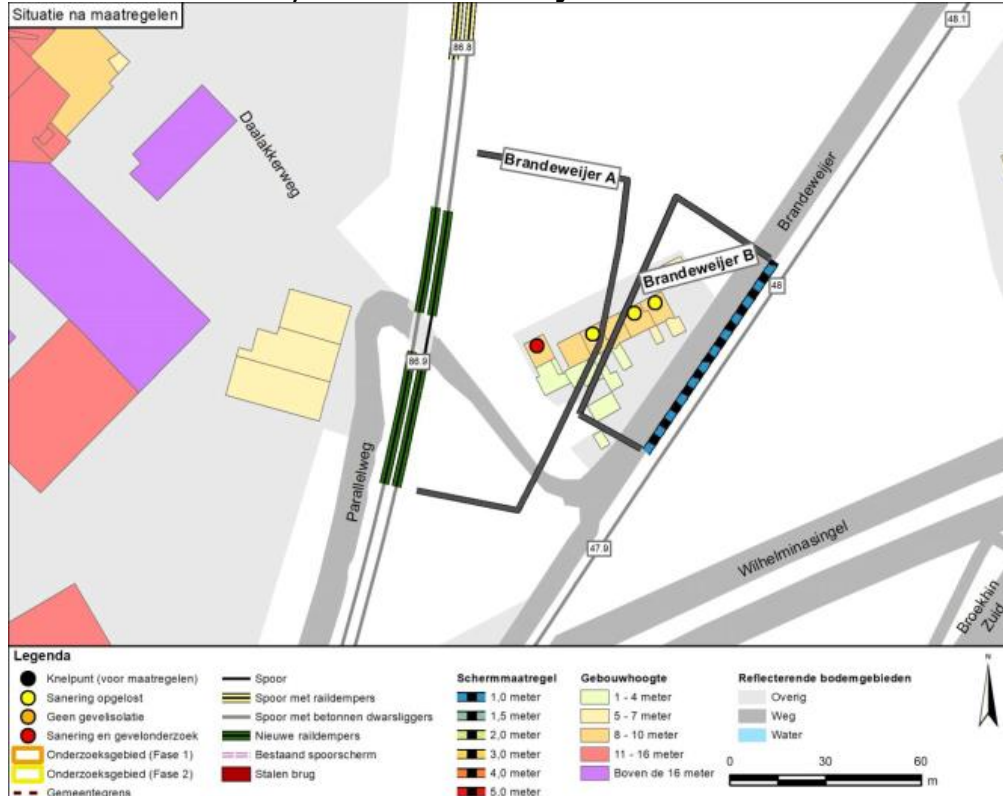 Situatie na maatregelen
86.8
48.1
Daalakkerweg
Brandeweijer A
Brandeweijer
Brandeweijer B
48
86.9
Parallelweg
47.9
Wilhelminasingel
Broekhin
Zuid
Legenda
Knelpunt (voor maatregelen)
Sanering opgelost
Geen gevelisolatie
Sanering en gevelonderzoek
Onderzoeksgebied (Fase 1)
Onderzoeksgebied (Fase 2)
Gemeentegrens
Spoor
Spoor met raildempers
Spoor met betonnen dwarsliggers
Nieuwe raildempers
Bestaand spoorscherm
Stalen brug
Schermmaatregel
1,0 meter
1,5 meter
2,0 meter
3,0 meter
4,0 meter
5,0 meter
Gebouwhoogte
1 - 4 meter
5 - 7 meter
8 - 10 meter
11 - 16 meter
Boven de 16 meter
Reflecterende bodemgebieden
Overig
Weg
Water
N
0 30 60
m